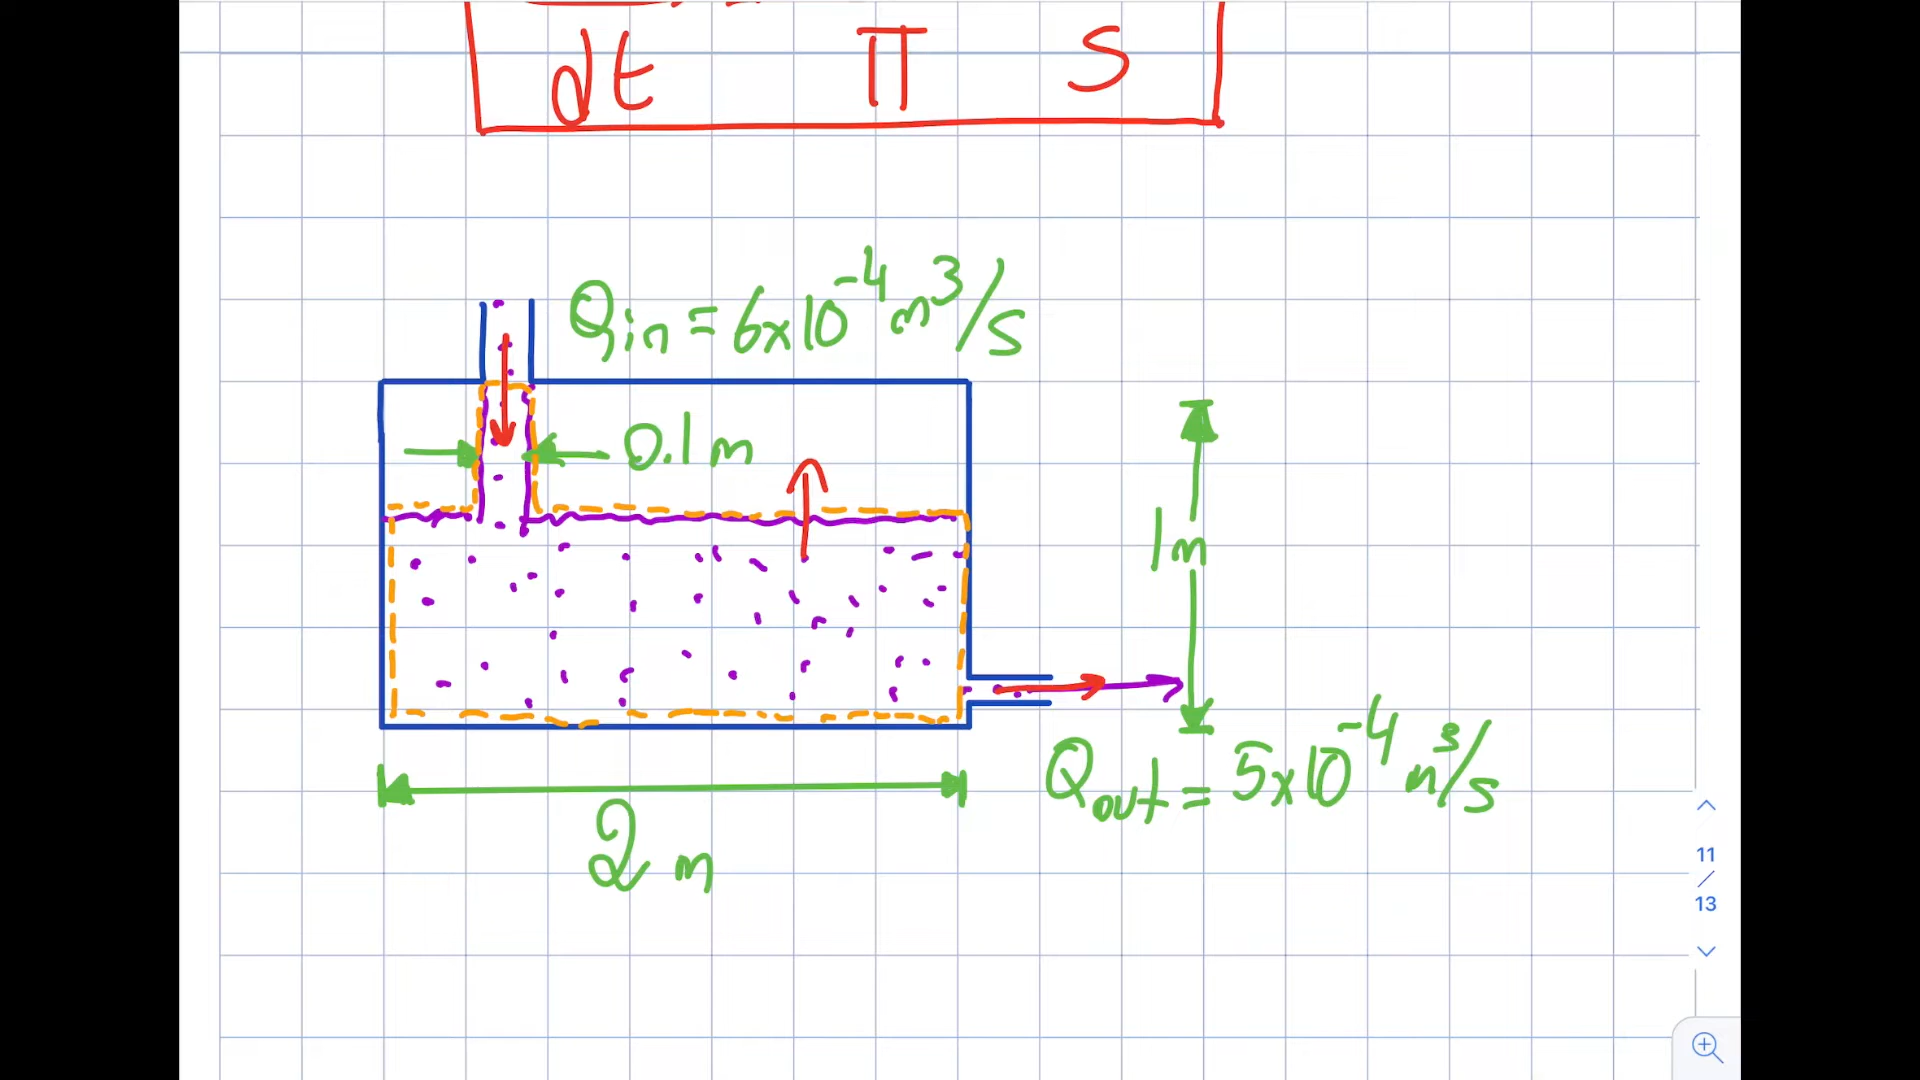 dt π s
Qin = 6x10⁻⁴ m³/s
0.1 m
1m
Qout = 5x10⁻⁴ m³/s
2 m
11
/
13